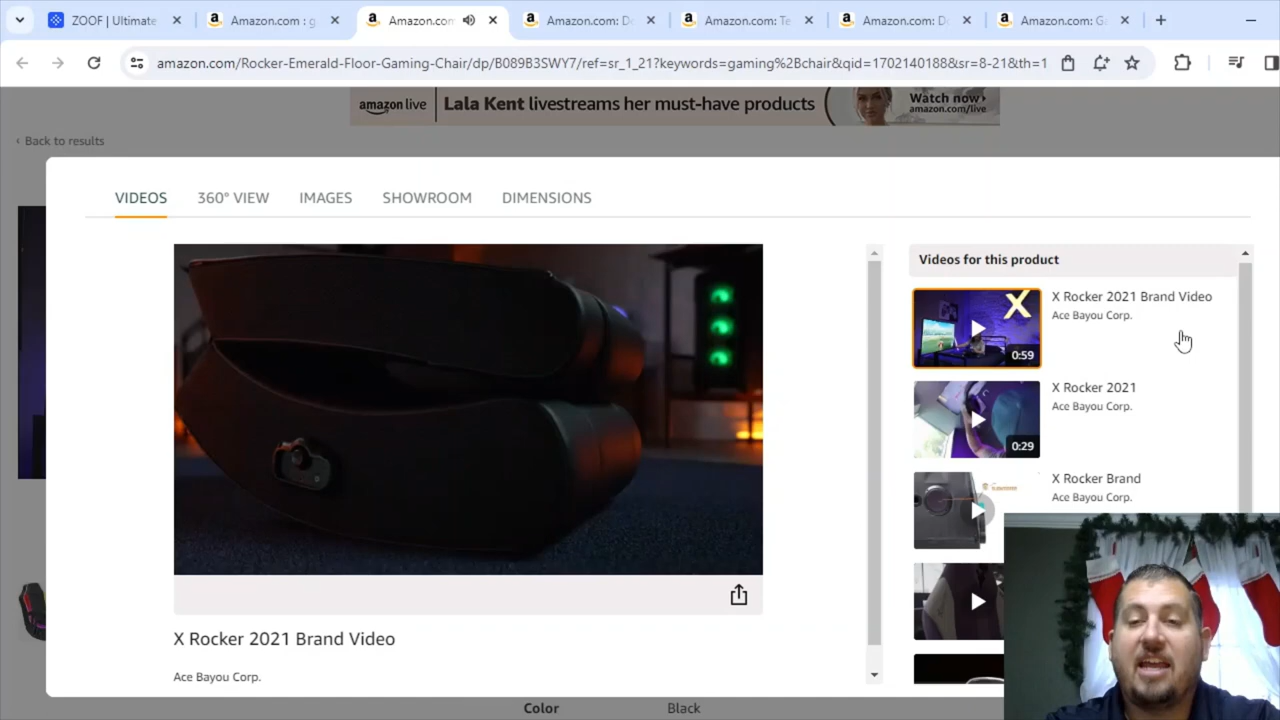 ZOOF | Ultimate
Amazon.com : g
Amazon.com
Amazon.com: Do
Amazon.com: Te
Amazon.com: Do
Amazon.com: Ga
amazon.com/Rocker-Emerald-Floor-Gaming-Chair/dp/B089B3SWY7/ref=sr_1_21?keywords=gaming%2Bchair&qid=1702140188&sr=8-21&th=1
amazon live
Lala Kent livestreams her must-have products
Watch now
amazon.com/live
‹ Back to results
VIDEOS
360° VIEW
IMAGES
SHOWROOM
DIMENSIONS
Videos for this product
X
0:59
X Rocker 2021 Brand Video
Ace Bayou Corp.
0:29
X Rocker 2021
Ace Bayou Corp.
X Rocker Brand
Ace Bayou Corp.
X Rocker 2021 Brand Video
Ace Bayou Corp.
Color
Black